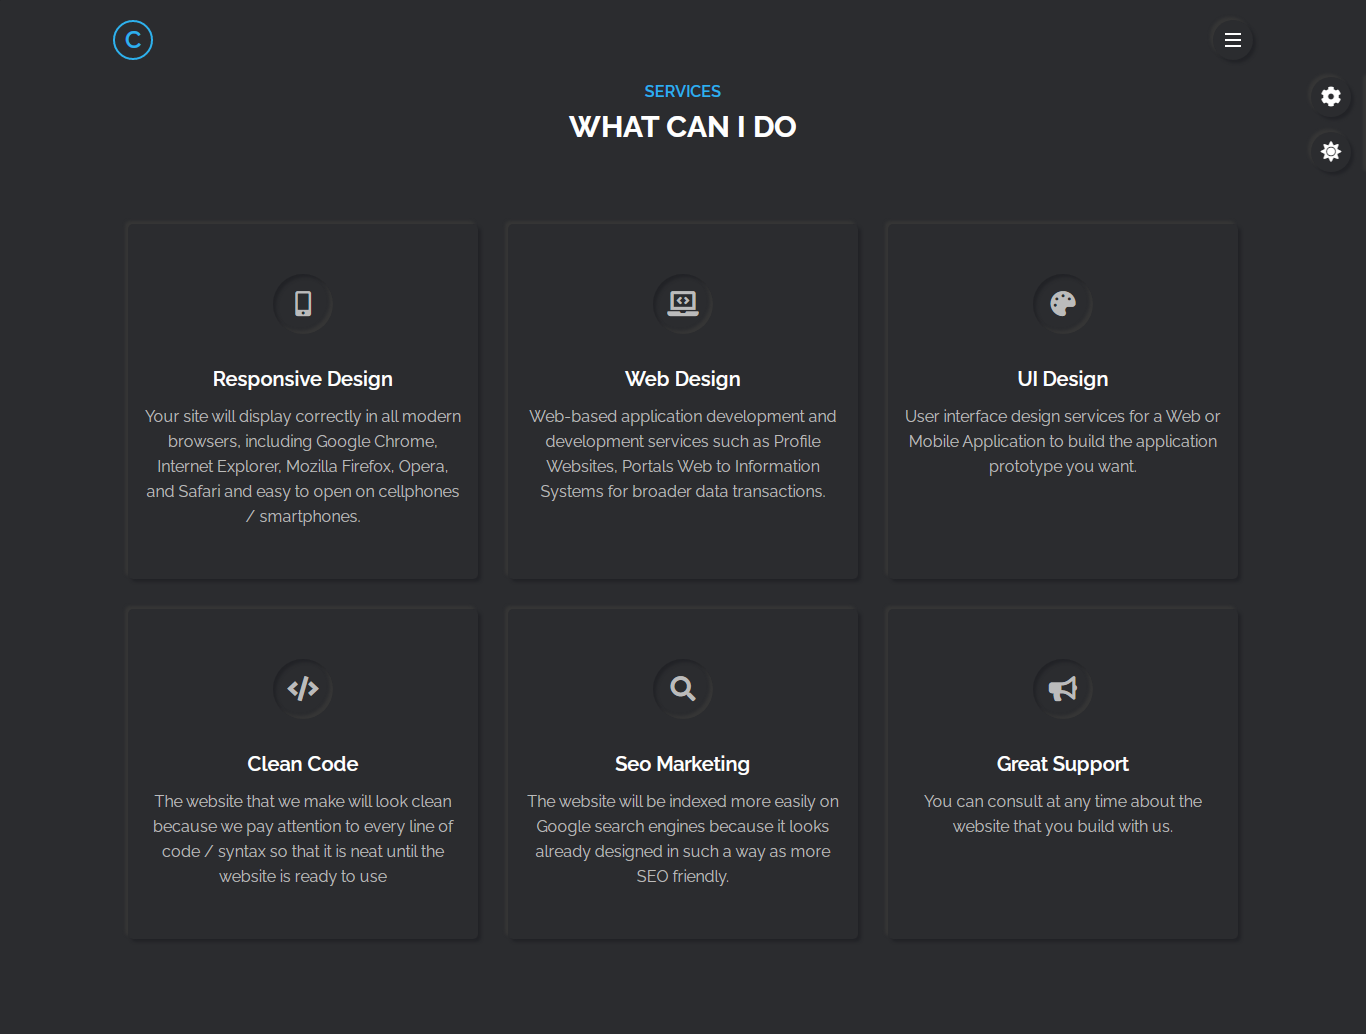 C
SERVICES
WHAT CAN I DO
Responsive Design
Your site will display correctly in all modern
browsers, including Google Chrome,
Internet Explorer, Mozilla Firefox, Opera,
and Safari and easy to open on cellphones
/ smartphones.
Web Design
Web-based application development and
development services such as Profile
Websites, Portals Web to Information
Systems for broader data transactions.
UI Design
User interface design services for a Web or
Mobile Application to build the application
prototype you want.
Clean Code
The website that we make will look clean
because we pay attention to every line of
code / syntax so that it is neat until the
website is ready to use
Seo Marketing
The website will be indexed more easily on
Google search engines because it looks
already designed in such a way as more
SEO friendly.
Great Support
You can consult at any time about the
website that you build with us.